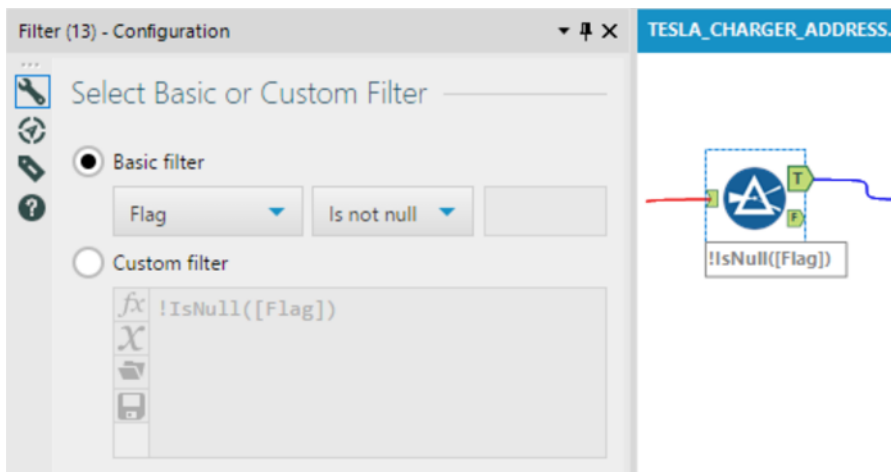 Filter (13) - Configuration
TESLA_CHARGER_ADDRESS.
Select Basic or Custom Filter
Basic filter
Flag
Is not null
Custom filter
fx
!IsNull([Flag])
X
T
F
!IsNull([Flag])